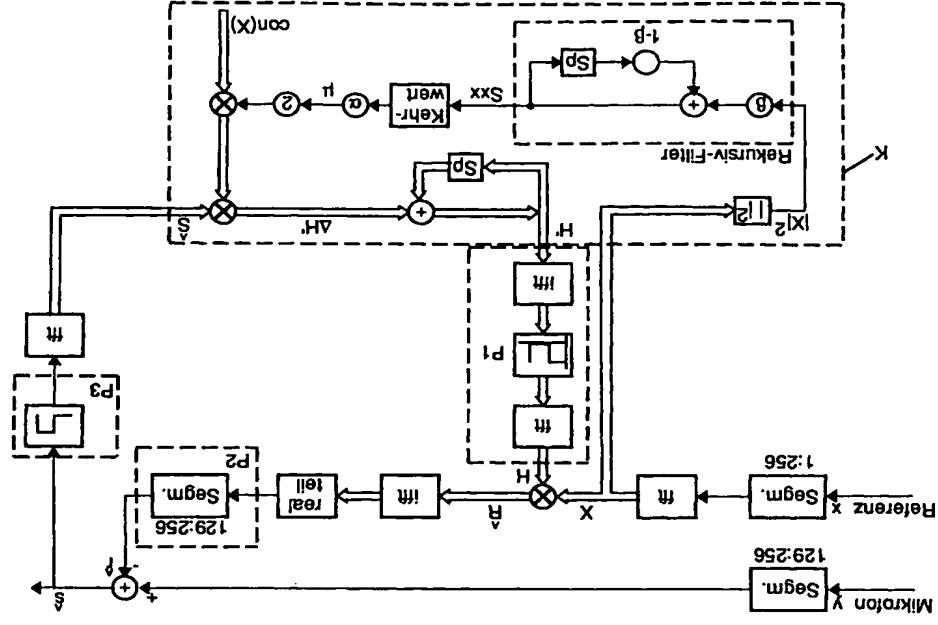 Mikrofon y
Segm.
129:256
+
+
-
r̂
ŝ
Referenz x
Segm.
1:256
fft
X
R̂
ifft
real
teil
Segm.
129:256
P2
H
fft
P1
ifft
P3
fft
H'
ΔH'
Ŝ
+
Sp
|X|²
| |²
K
Rekursiv-Filter
β
+
Sp
1-β
Sxx
Kehr-
wert
α
μ
2
con(X)